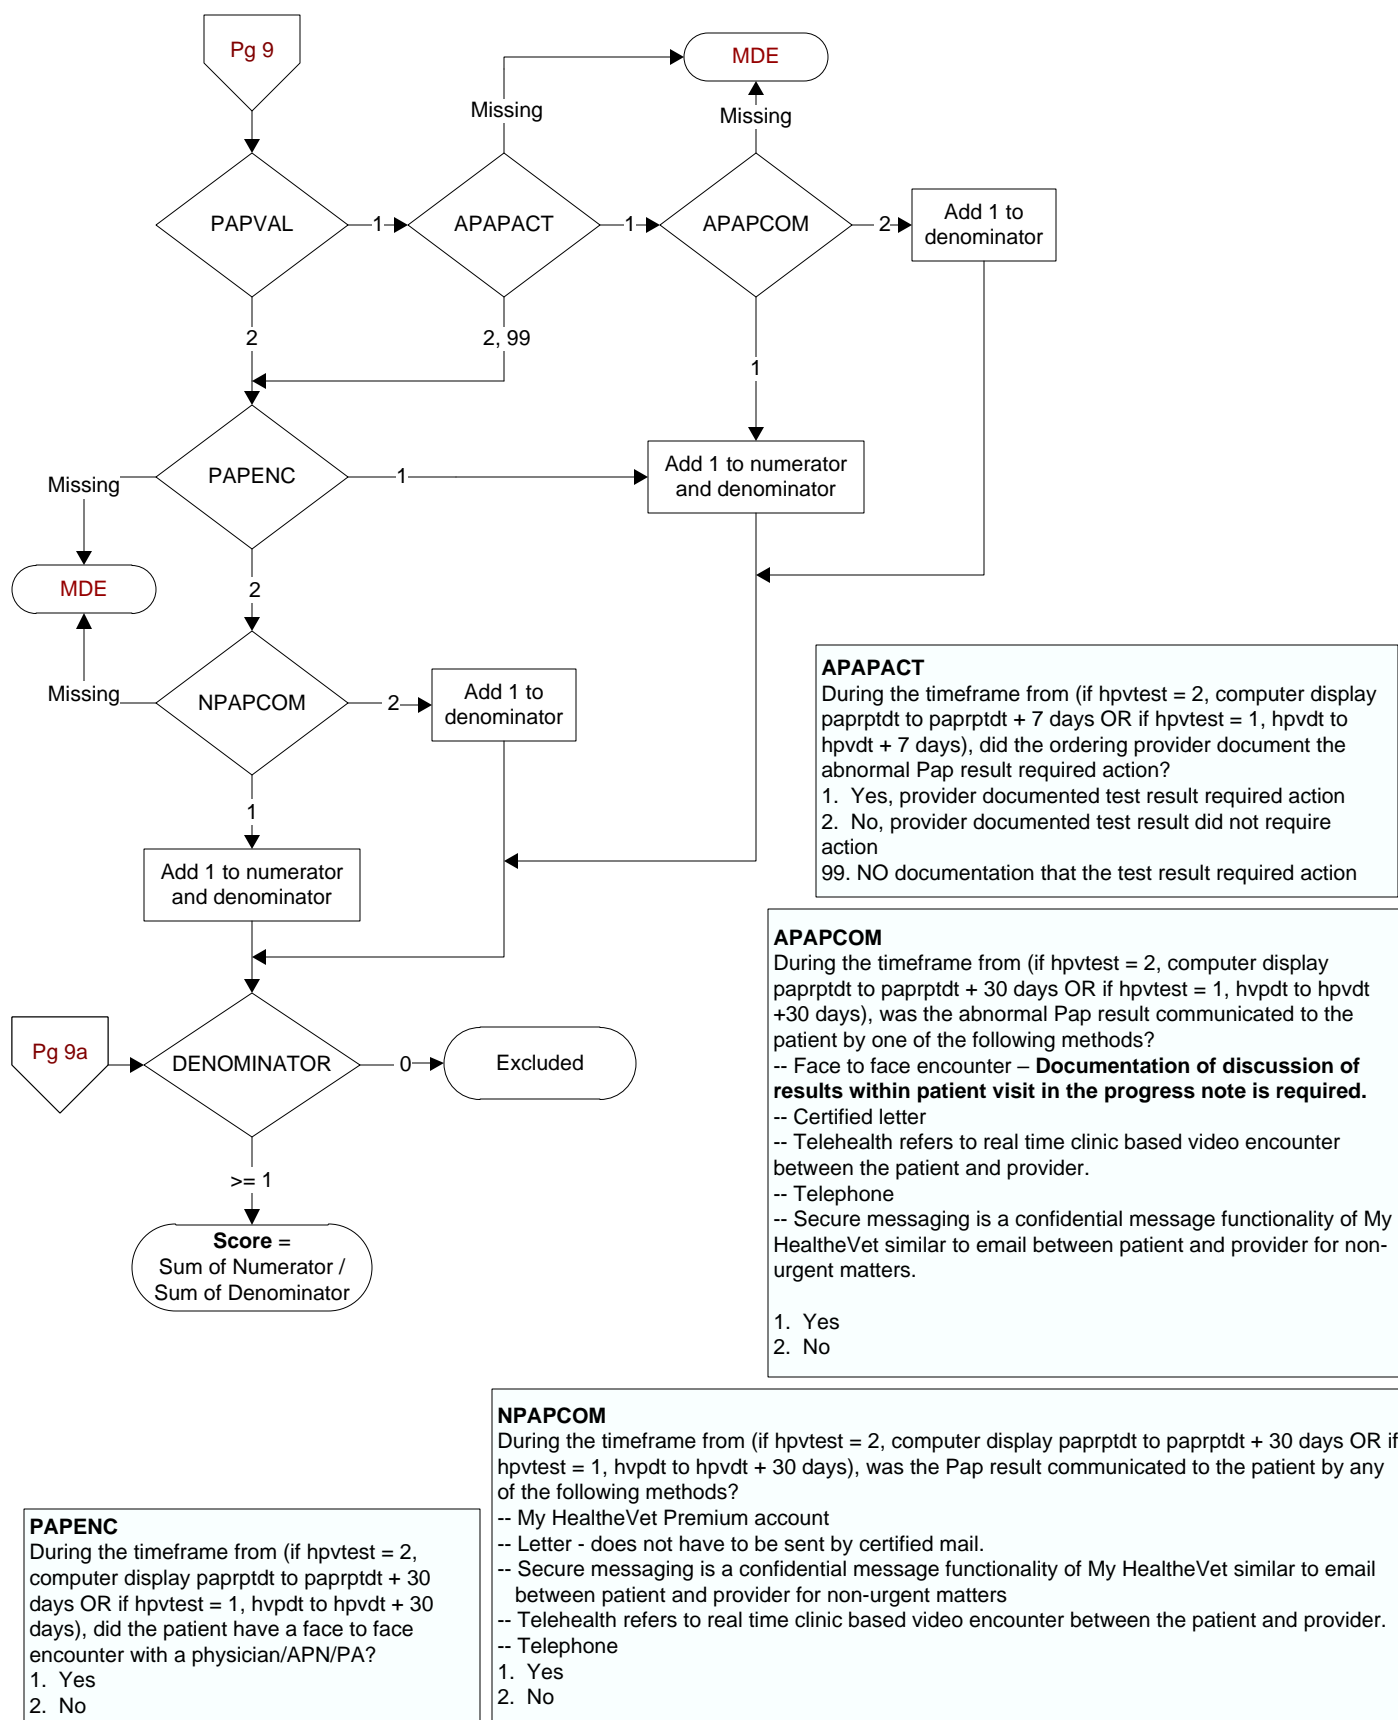 Pg 9
MDE
Missing
Missing
PAPVAL
1
APAPACT
1
APAPCOM
2
Add 1 to
denominator
2
2, 99
1
PAPENC
1
Add 1 to numerator
and denominator
Missing
MDE
2
Missing
NPAPCOM
2
Add 1 to
denominator
1
Add 1 to numerator
and denominator
Pg 9a
DENOMINATOR
0
Excluded
>= 1
Score =
Sum of Numerator /
Sum of Denominator
APAPACT
During the timeframe from (if hpvtest = 2, computer display
paprptdt to paprptdt + 7 days OR if hpvtest = 1, hpvdt to
hpvdt + 7 days), did the ordering provider document the
abnormal Pap result required action?
1. Yes, provider documented test result required action
2. No, provider documented test result did not require
action
99. NO documentation that the test result required action
APAPCOM
During the timeframe from (if hpvtest = 2, computer display
paprptdt to paprptdt + 30 days OR if hpvtest = 1, hvpdt to hpvdt
+30 days), was the abnormal Pap result communicated to the
patient by one of the following methods?
-- Face to face encounter – Documentation of discussion of
results within patient visit in the progress note is required.
-- Certified letter
-- Telehealth refers to real time clinic based video encounter
between the patient and provider.
-- Telephone
-- Secure messaging is a confidential message functionality of My
HealtheVet similar to email between patient and provider for non-
urgent matters.
1. Yes
2. No
NPAPCOM
During the timeframe from (if hpvtest = 2, computer display paprptdt to paprptdt + 30 days OR if
hpvtest = 1, hvpdt to hpvdt + 30 days), was the Pap result communicated to the patient by any
of the following methods?
-- My HealtheVet Premium account
-- Letter - does not have to be sent by certified mail.
-- Secure messaging is a confidential message functionality of My HealtheVet similar to email
between patient and provider for non-urgent matters
-- Telehealth refers to real time clinic based video encounter between the patient and provider.
-- Telephone
1. Yes
2. No
PAPENC
During the timeframe from (if hpvtest = 2,
computer display paprptdt to paprptdt + 30
days OR if hpvtest = 1, hvpdt to hpvdt + 30
days), did the patient have a face to face
encounter with a physician/APN/PA?
1. Yes
2. No